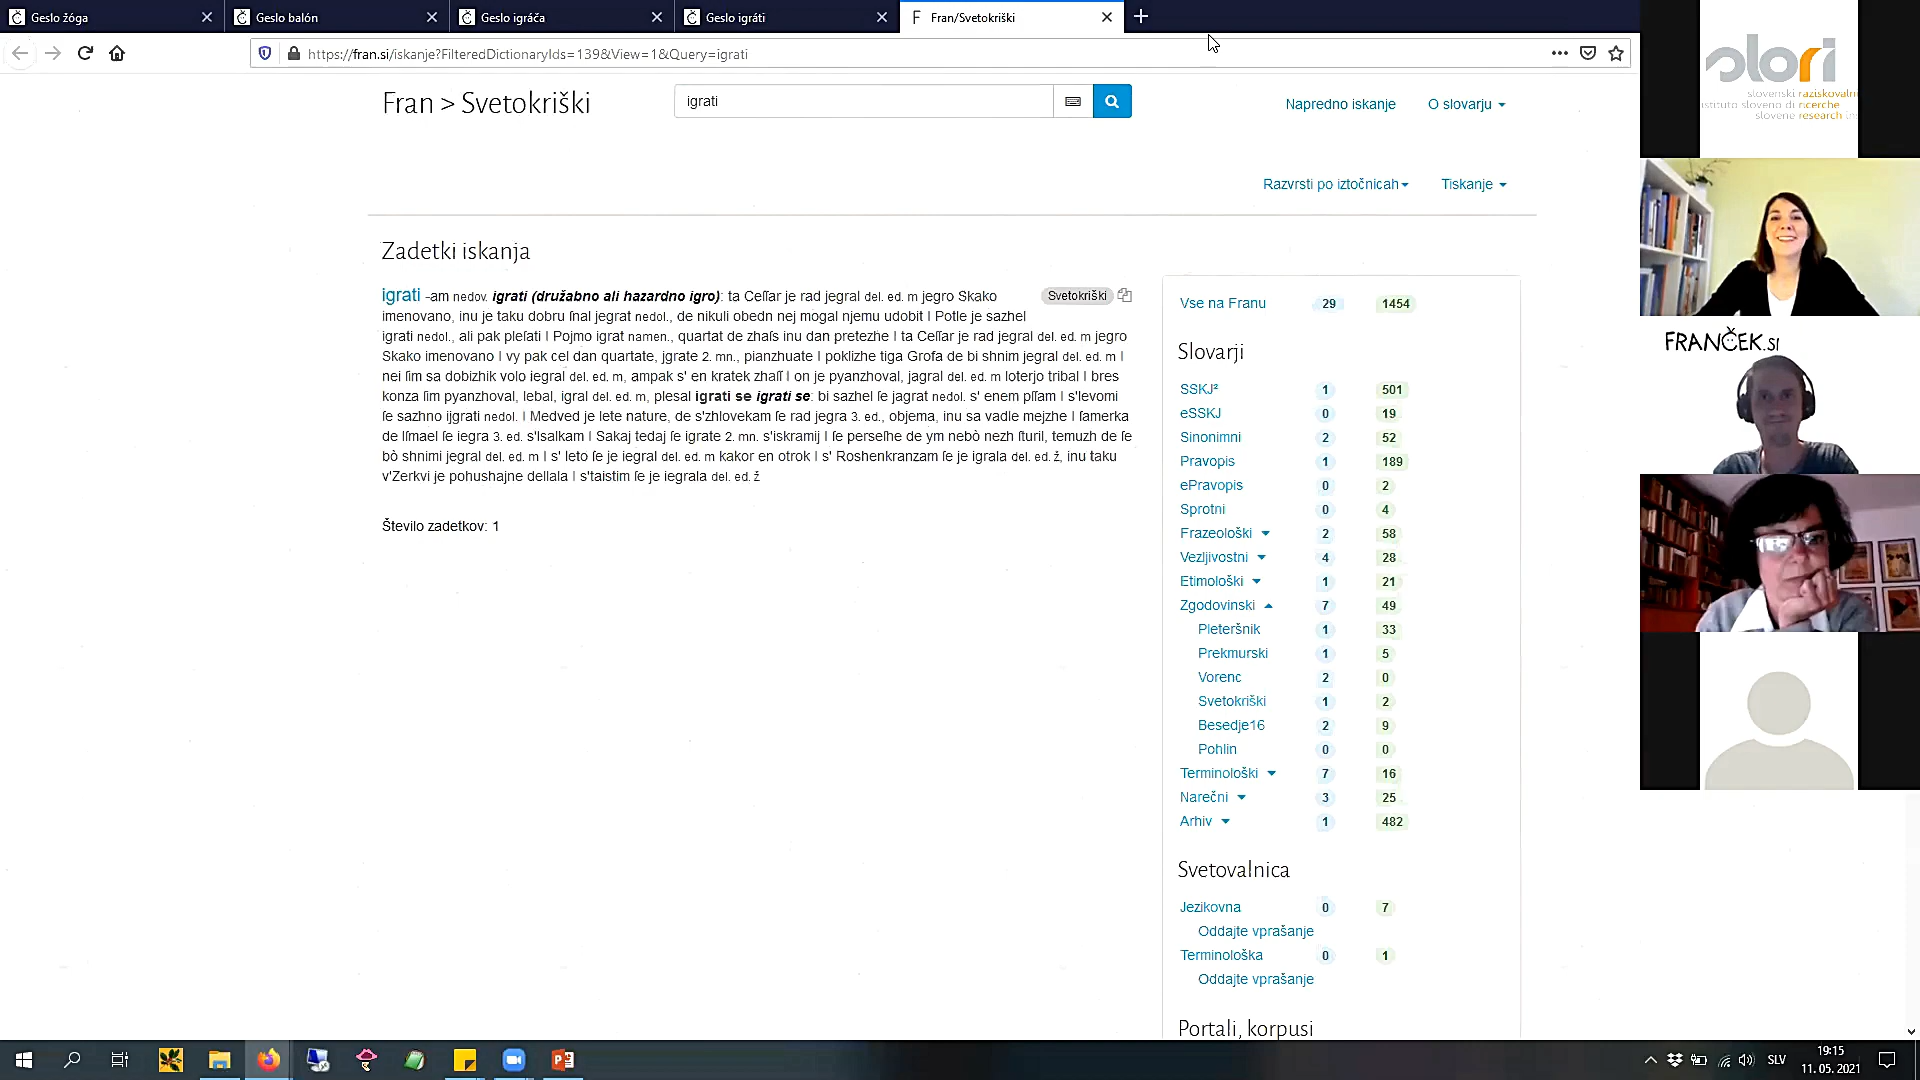 Geslo žóga
Geslo balón
Geslo igráča
Geslo igráti
Fran/Svetokriški
https://fran.si/iskanje?FilteredDictionaryIds=139&View=1&Query=igrati
Fran > Svetokriški
igrati
Napredno iskanje
O slovarju
Razvrsti po iztočnicah
Tiskanje
Zadetki iskanja
igrati -am nedov. igrati (družabno ali hazardno igro): ta Ceſſar je rad jegral del. ed. m jegro Skako
Svetokriški
imenovano, inu je taku dobru ſnal jegrat nedol., de nikuli obedn nej mogal njemu udobit | Potle je sazhel
igrati nedol., ali pak pleſati | Pojmo igrat namen., quartat de zhaſs inu dan pretezhe | ta Ceſſar je rad jegral del. ed. m jegro
Skako imenovano | vy pak cel dan quartate, jgrate 2. mn., pianzhuate | poklizhe tiga Grofa de bi shnim jegral del. ed. m |
nei ſim sa dobizhik volo iegral del. ed. m, ampak s' en kratek zhaſſ | on je pyanzhoval, jagral del. ed. m loterjo tribal | bres
konza ſim pyanzhoval, lebal, igral del. ed. m, plesal igrati se igrati se: bi sazhel ſe jagrat nedol. s' enem pſſam | s'levomi
ſe sazhno ijgrati nedol. | Medved je lete nature, de s'zhlovekam ſe rad jegra 3. ed., objema, inu sa vadle mejzhe | ſamerka
de Iſmael ſe iegra 3. ed. s'Isalkam | Sakaj tedaj ſe igrate 2. mn. s'iskramij | ſe perseſhe de ym nebò nezh ſturil, temuzh de ſe
bò shnimi jegral del. ed. m | s' leto ſe je iegral del. ed. m kakor en otrok | s' Roshenkranzam ſe je igrala del. ed. ž, inu taku
v'Zerkvi je pohushajne dellala | s'taistim ſe je iegrala del. ed. ž
Število zadetkov: 1
Vse na Franu 29 1454
Slovarji
SSKJ² 1 501
eSSKJ 0 19
Sinonimni 2 52
Pravopis 1 189
ePravopis 0 2
Sprotni 0 4
Frazeološki 2 58
Vezljivostni 4 28
Etimološki 1 21
Zgodovinski 7 49
Pleteršnik 1 33
Prekmurski 1 5
Vorenc 2 0
Svetokriški 1 2
Besedje16 2 9
Pohlin 0 0
Terminološki 7 16
Narečni 3 25
Arhiv 1 482
Svetovalnica
Jezikovna 0 7
Oddajte vprašanje
Terminološka 0 1
Oddajte vprašanje
Portali, korpusi
slori
slovenski raziskovaln
istituto sloveno di ricerche
slovene research in
FRANČEK.SI
SLV
19:15
11. 05. 2021